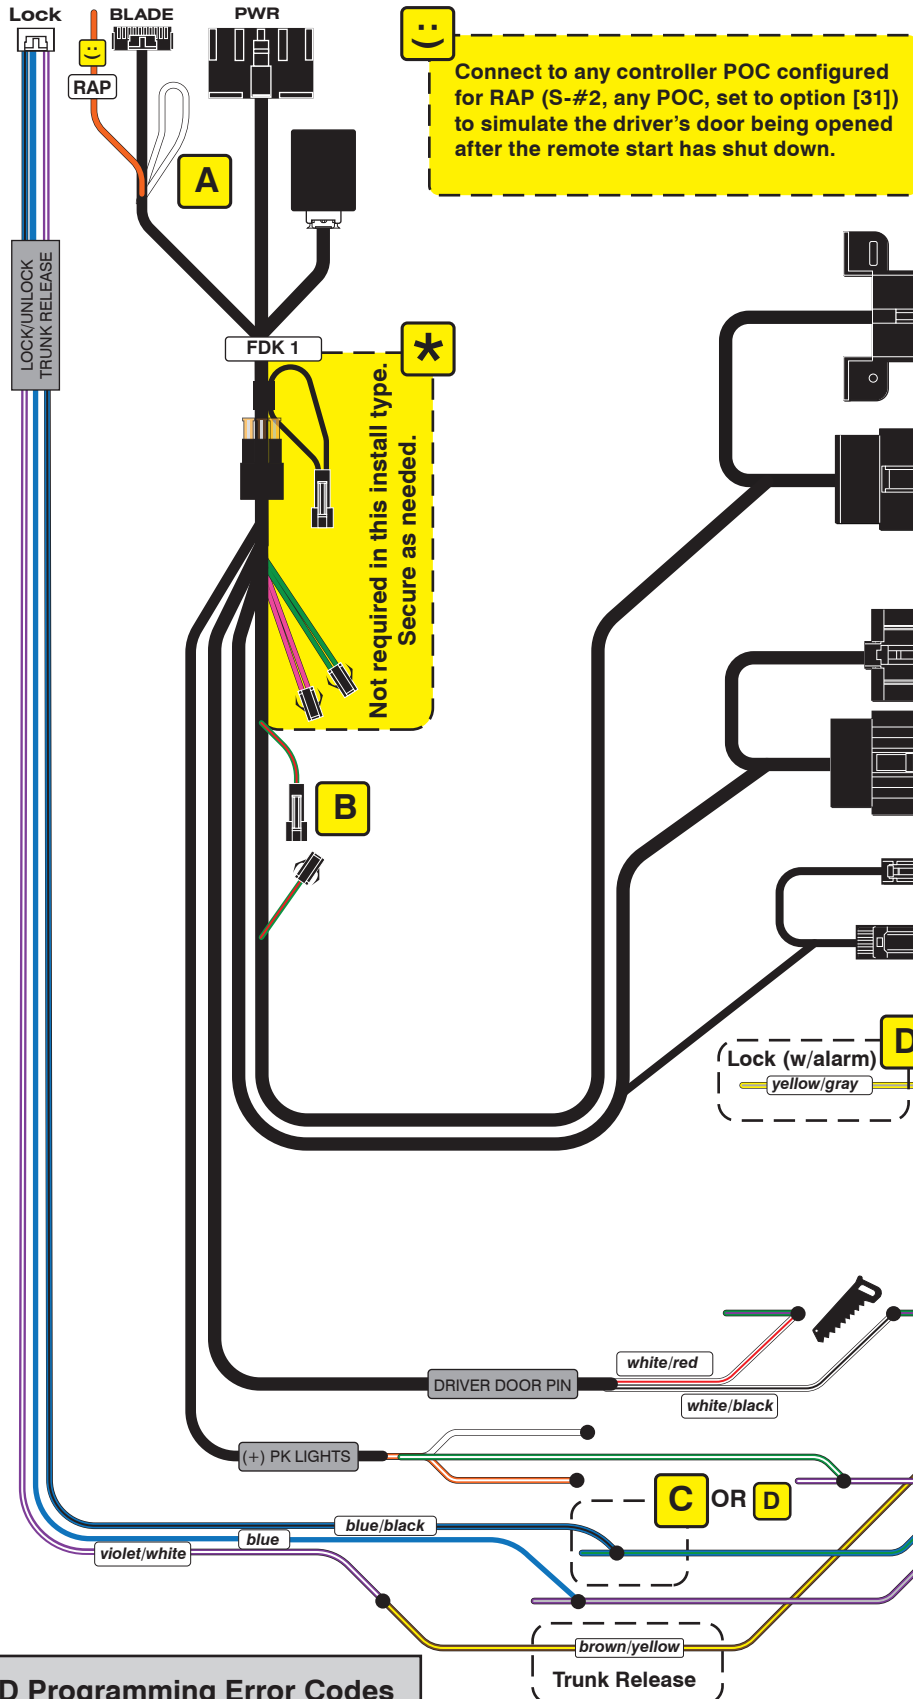 Lock
BLADE
PWR
RAP
Connect to any controller POC configured
for RAP (S-#2, any POC, set to option [31])
to simulate the driver's door being opened
after the remote start has shut down.
A
LOCK/UNLOCK
TRUNK RELEASE
FDK 1
*
Not required in this install type.
Secure as needed.
B
D
Lock (w/alarm)
yellow/gray
white/red
DRIVER DOOR PIN
white/black
(+) PK LIGHTS
C OR D
blue/black
blue
violet/white
brown/yellow
Trunk Release
D Programming Error Codes